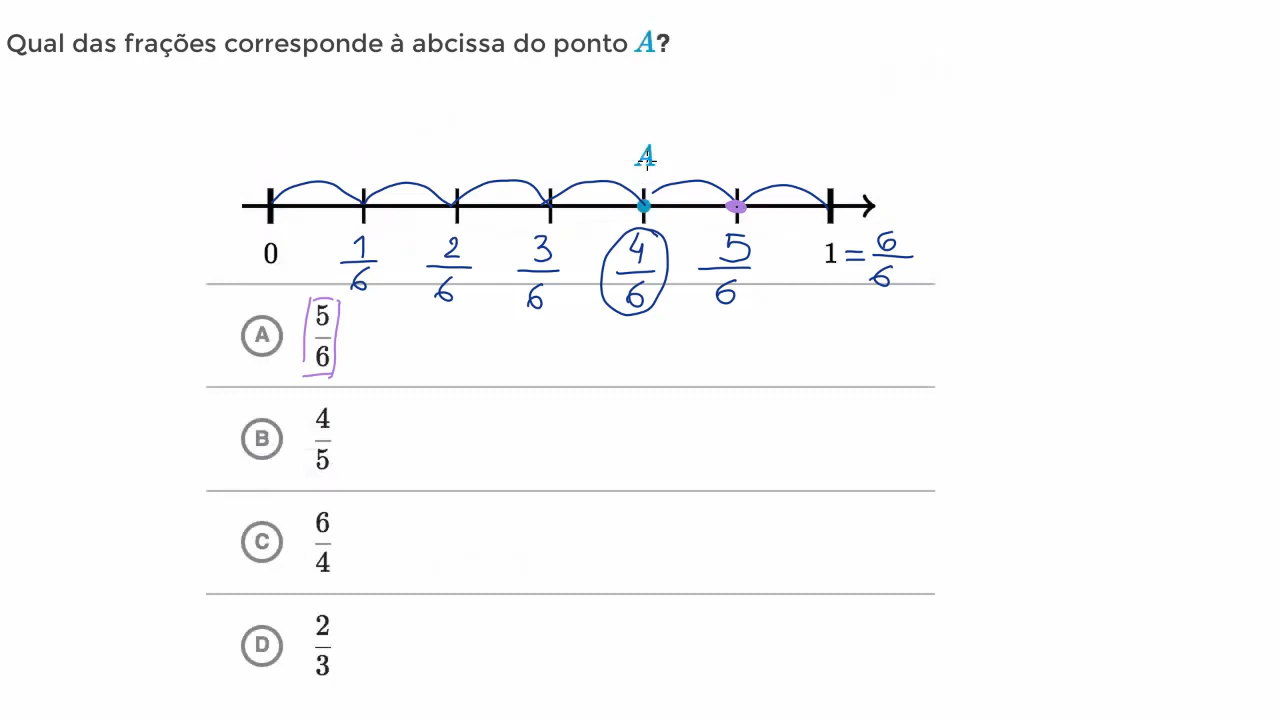 Qual das frações corresponde à abcissa do ponto A?
A
0 1/6 2/6 3/6 4/6 5/6 1 = 6/6
A 5/6
B 4/5
C 6/4
D 2/3